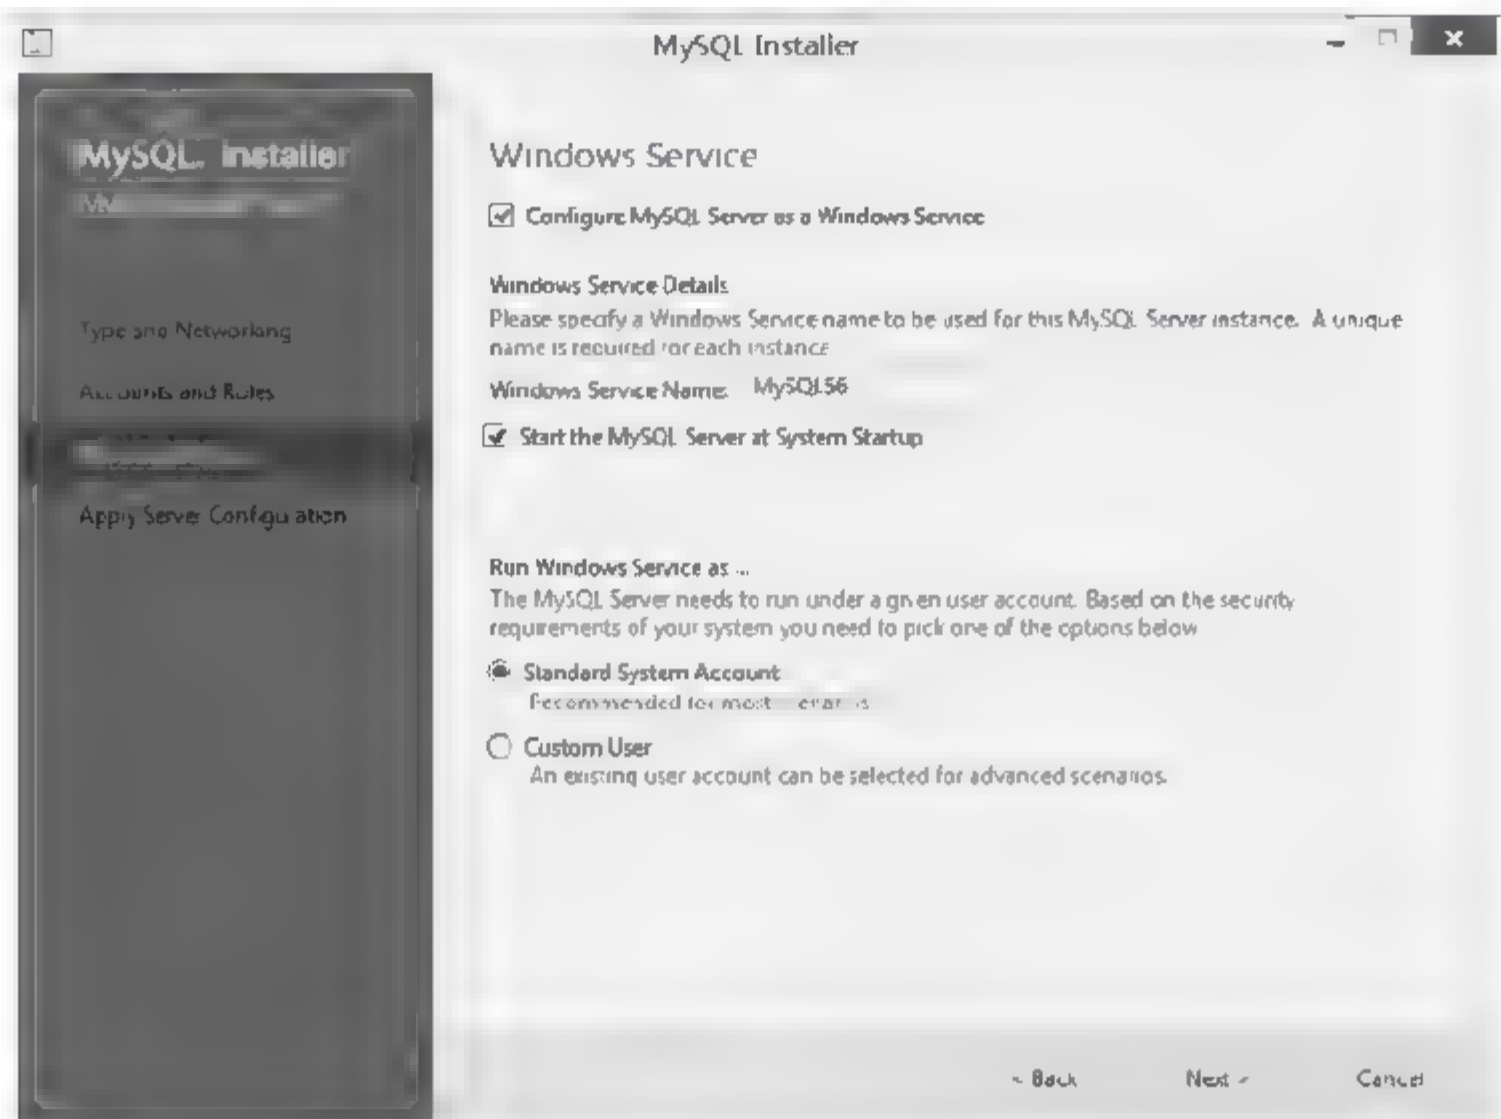 MySQL Installer
MySQL. Installer
Type and Networking
Accounts and Roles
Apply Server Configuration
Windows Service
Configure MySQL Server as a Windows Service
Windows Service Details
Please specify a Windows Service name to be used for this MySQL Server instance. A unique
name is required for each instance
Windows Service Name: MySQL56
Start the MySQL Server at System Startup
Run Windows Service as ...
The MySQL Server needs to run under a given user account. Based on the security
requirements of your system you need to pick one of the options below
Standard System Account
Recommended for most
Custom User
An existing user account can be selected for advanced scenarios.
< Back
Next >
Cancel